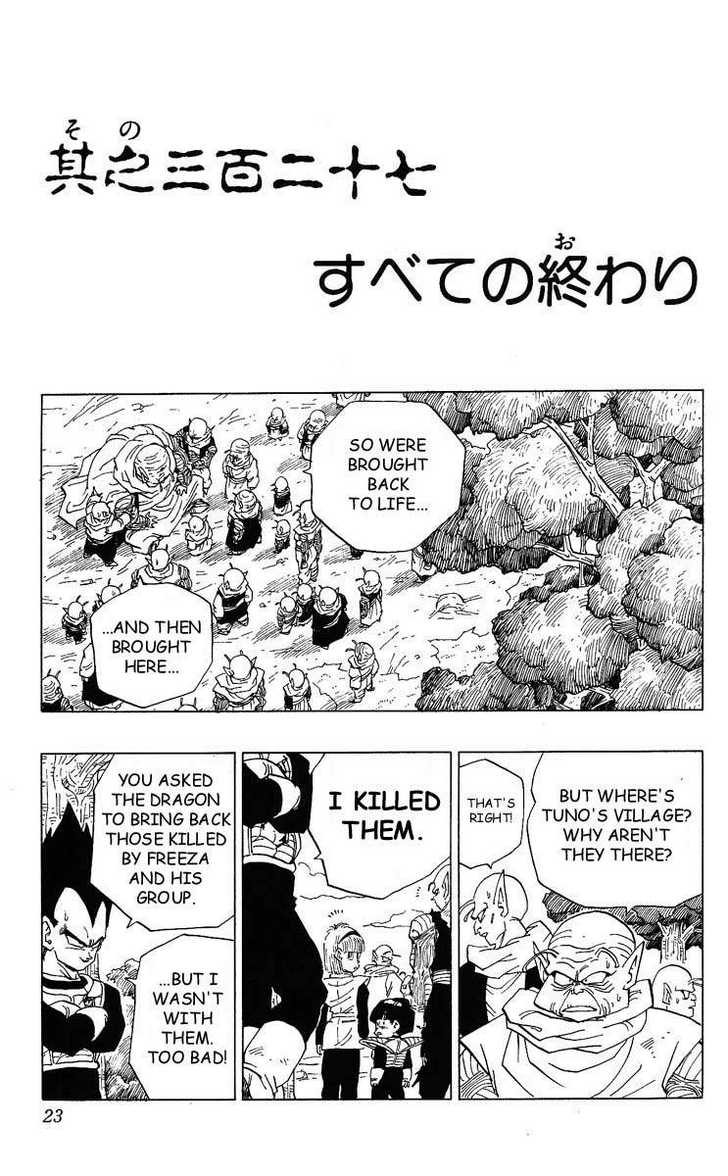 その
其之三百二十七
お
すべての終わり
SO WERE
BROUGHT
BACK
TO LIFE...
...AND THEN
BROUGHT
HERE...
BUT WHERE'S
TUNO'S VILLAGE?
WHY AREN'T
THEY THERE?
THAT'S
RIGHT!
I KILLED
THEM.
YOU ASKED
THE DRAGON
TO BRING BACK
THOSE KILLED
BY FREEZA
AND HIS
GROUP.
...BUT I
WASN'T
WITH
THEM.
TOO BAD!
23